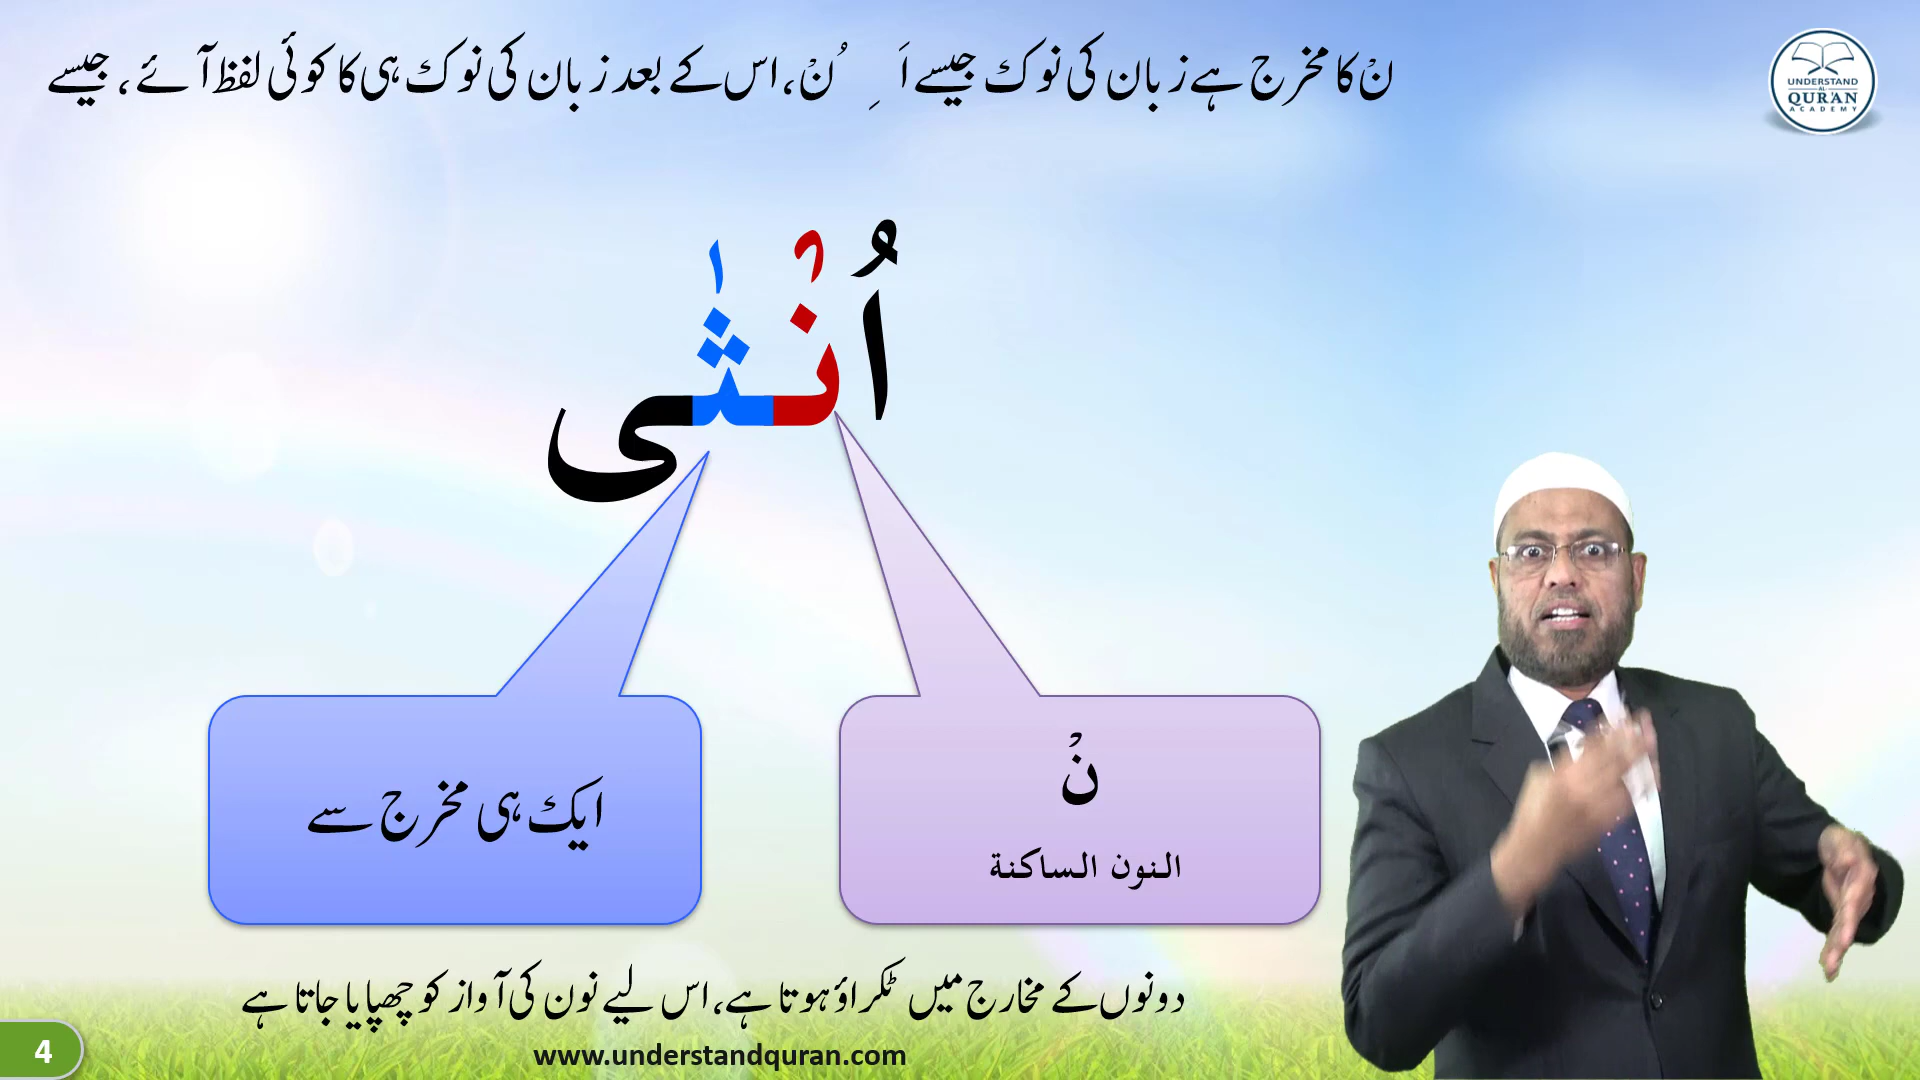 نْ کا مخرج ہے زبان کی نوک جیسے اَ ـِ ـُ نْ، اس کے بعد زبان کی نوک ہی کا کوئی لفظ آئے، جیسے
UNDERSTAND
AL-
QUR'AN
ACADEMY
اُنْثٰى
نْ
النون الساكنة
ایک ہی مخرج سے
دونوں کے مخارج میں ٹکراؤ ہوتا ہے، اس لیے نون کی آواز کو چھپایا جاتا ہے
4
www.understandquran.com